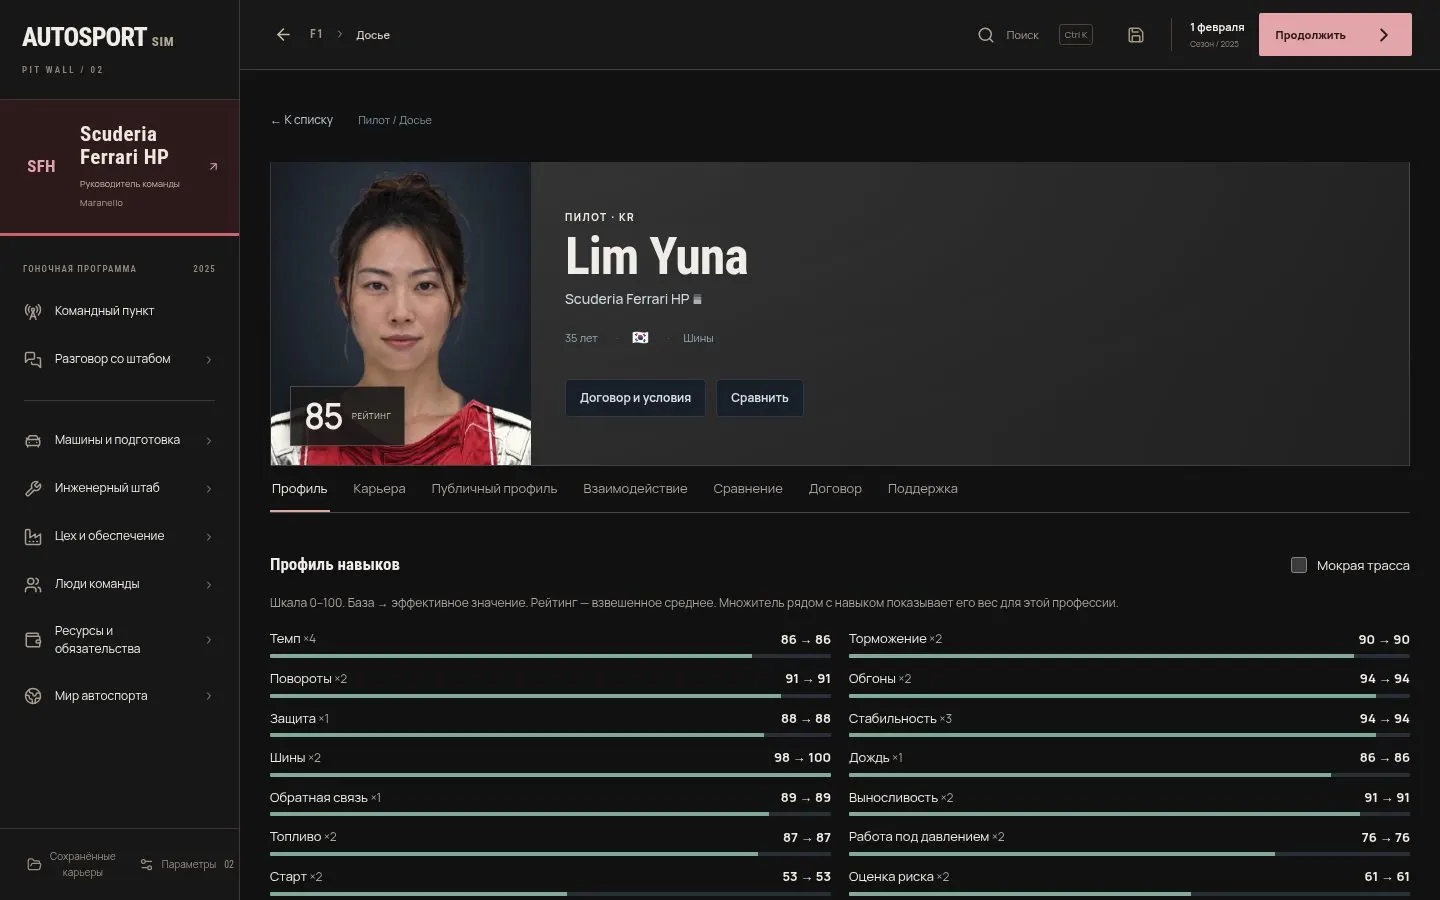 AUTOSPORT SIM
PIT WALL / 02
SFH
Scuderia
Ferrari HP
Руководитель команды
Maranello
ГОНОЧНАЯ ПРОГРАММА 2025
Командный пункт
Разговор со штабом
Машины и подготовка
Инженерный штаб
Цех и обеспечение
Люди команды
Ресурсы и
обязательства
Мир автоспорта
Сохранённые
карьеры
Параметры 02
F1 Досье
Поиск Ctrl K
1 февраля
Сезон / 2025
Продолжить
← К списку Пилот / Досье
85 РЕЙТИНГ
ПИЛОТ · KR
Lim Yuna
Scuderia Ferrari HP
35 лет · · Шины
Договор и условия Сравнить
Профиль Карьера Публичный профиль Взаимодействие Сравнение Договор Поддержка
Профиль навыков Мокрая трасса
Шкала 0–100. База → эффективное значение. Рейтинг — взвешенное среднее. Множитель рядом с навыком показывает его вес для этой профессии.
Темп ×4 86 → 86
Торможение ×2 90 → 90
Повороты ×2 91 → 91
Обгоны ×2 94 → 94
Защита ×1 88 → 88
Стабильность ×3 94 → 94
Шины ×2 98 → 100
Дождь ×1 86 → 86
Обратная связь ×1 89 → 89
Выносливость ×2 91 → 91
Топливо ×2 87 → 87
Работа под давлением ×2 76 → 76
Старт ×2 53 → 53
Оценка риска ×2 61 → 61